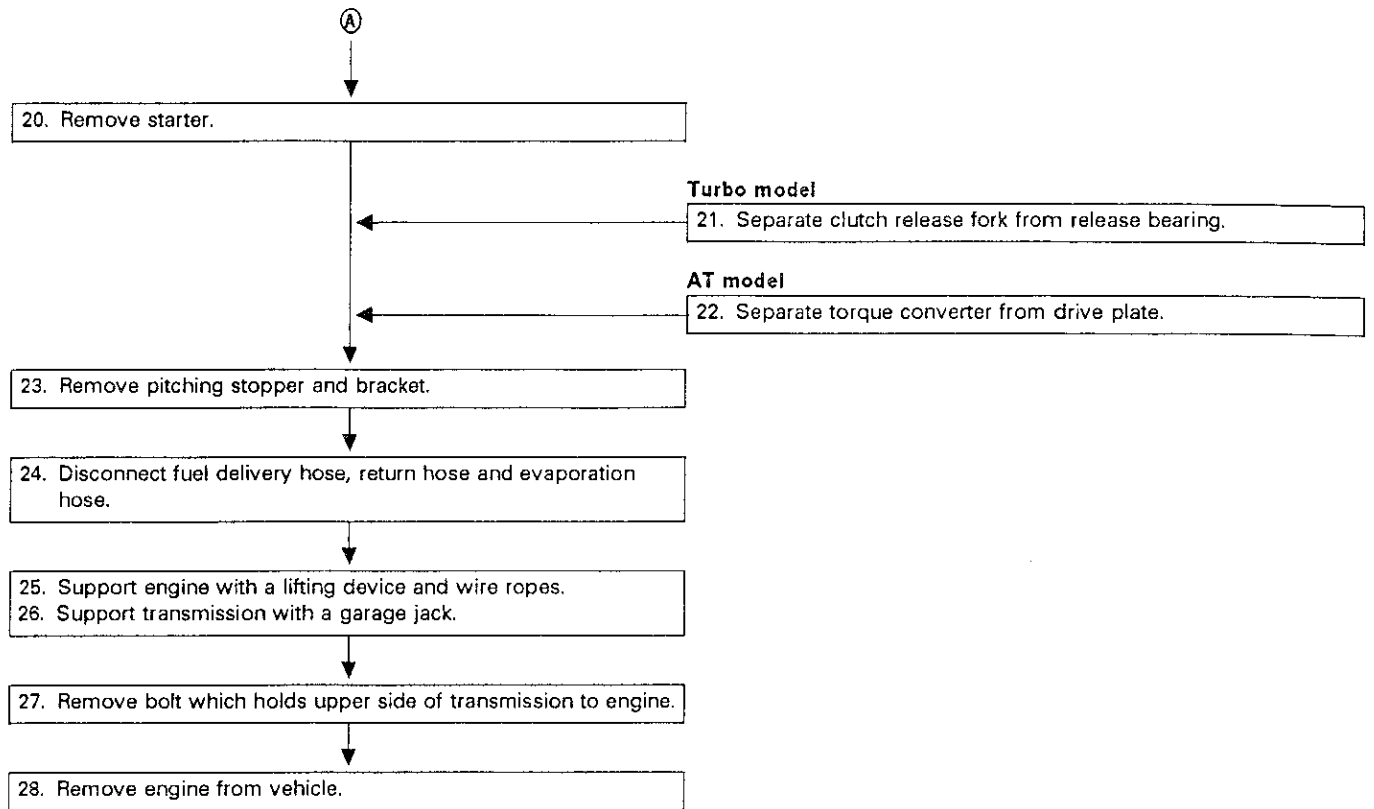 A
20. Remove starter.
Turbo model
21. Separate clutch release fork from release bearing.
AT model
22. Separate torque converter from drive plate.
23. Remove pitching stopper and bracket.
24. Disconnect fuel delivery hose, return hose and evaporation
hose.
25. Support engine with a lifting device and wire ropes.
26. Support transmission with a garage jack.
27. Remove bolt which holds upper side of transmission to engine.
28. Remove engine from vehicle.